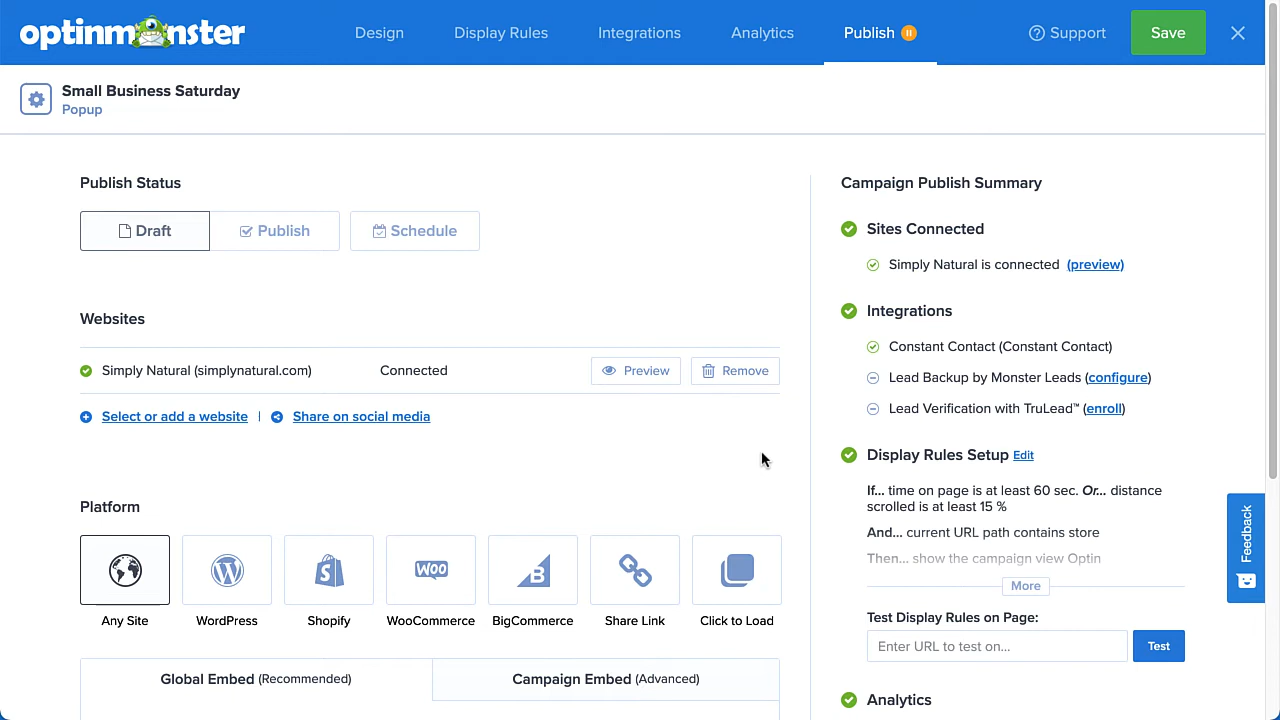 optinmonster
Design
Display Rules
Integrations
Analytics
Publish
Support
Save
Small Business Saturday
Popup
Publish Status
Draft
Publish
Schedule
Websites
Simply Natural (simplynatural.com)
Connected
Preview
Remove
Select or add a website
|
Share on social media
Platform
WOO
B
Any Site
WordPress
Shopify
WooCommerce
BigCommerce
Share Link
Click to Load
Global Embed (Recommended)
Campaign Embed (Advanced)
Campaign Publish Summary
Sites Connected
Simply Natural is connected (preview)
Integrations
Constant Contact (Constant Contact)
Lead Backup by Monster Leads (configure)
Lead Verification with TruLead™ (enroll)
Display Rules Setup Edit
If... time on page is at least 60 sec. Or... distance
scrolled is at least 15 %
And... current URL path contains store
Then... show the campaign view Optin
More
Test Display Rules on Page:
Enter URL to test on...
Test
Analytics
Feedback